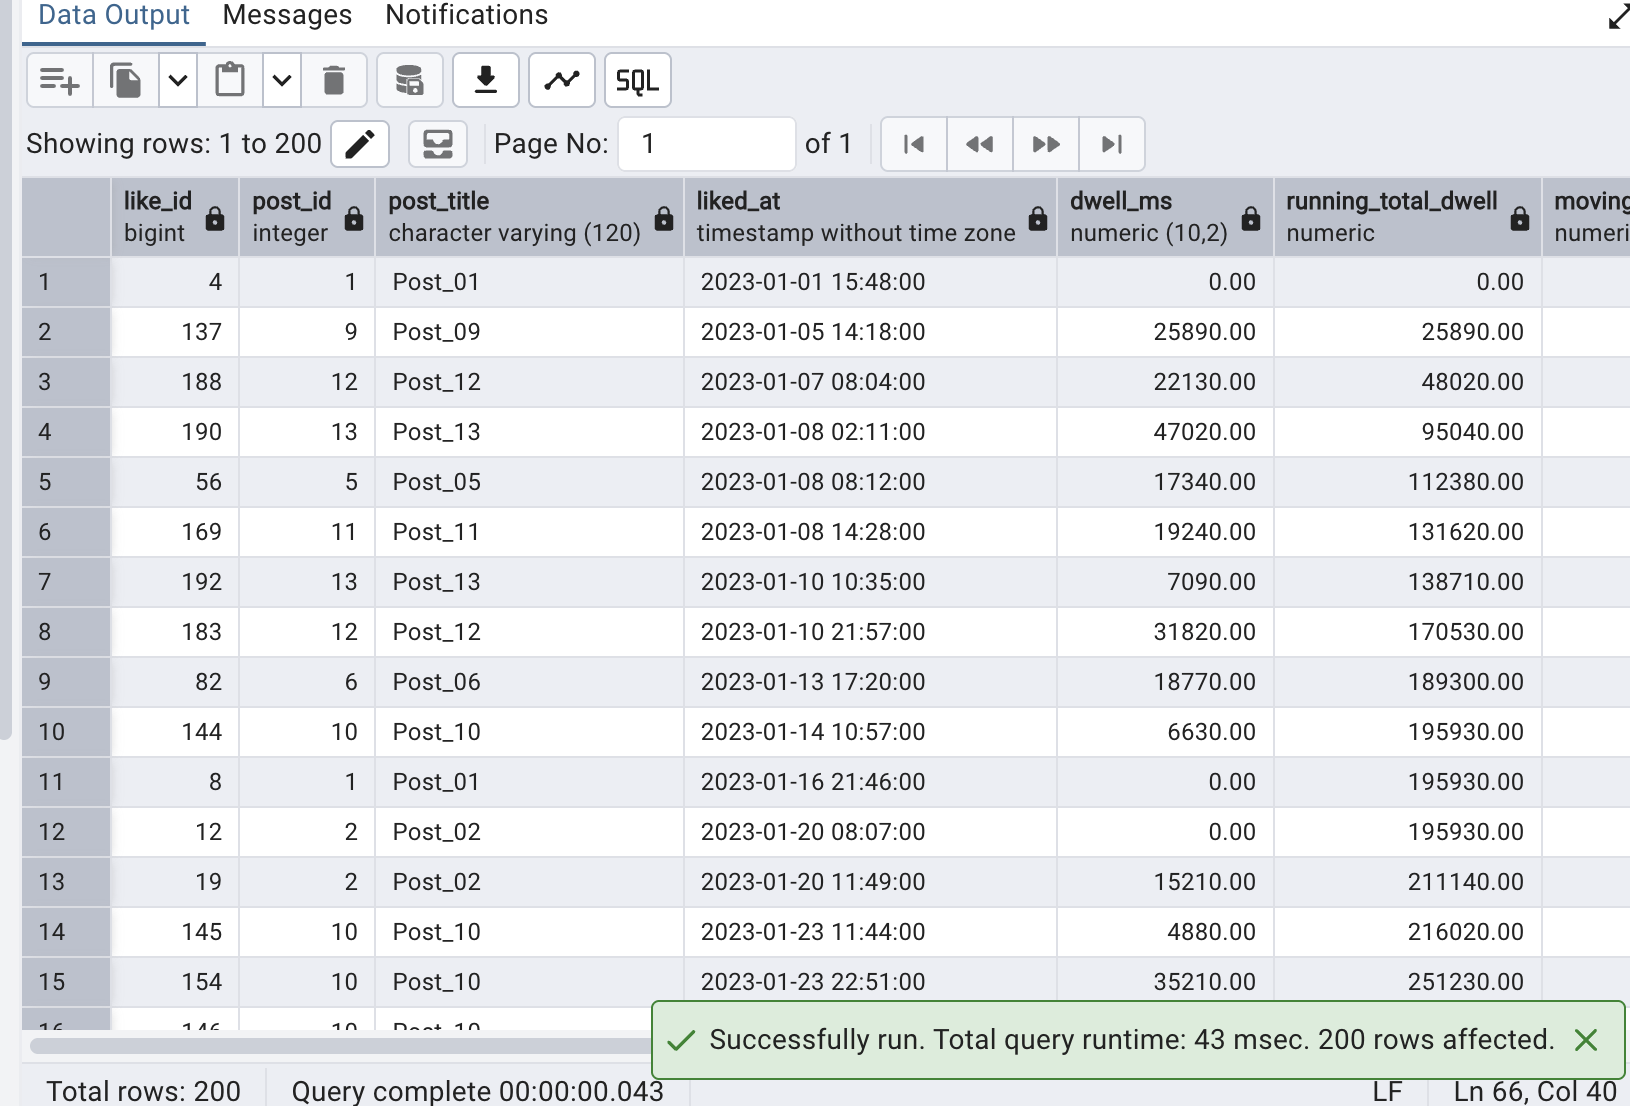 Data Output Messages Notifications
SQL
Showing rows: 1 to 200 Page No: 1 of 1
like_id post_id post_title liked_at dwell_ms running_total_dwell moving
bigint integer character varying (120) timestamp without time zone numeric (10,2) numeric numeri
1 4 1 Post_01 2023-01-01 15:48:00 0.00 0.00
2 137 9 Post_09 2023-01-05 14:18:00 25890.00 25890.00
3 188 12 Post_12 2023-01-07 08:04:00 22130.00 48020.00
4 190 13 Post_13 2023-01-08 02:11:00 47020.00 95040.00
5 56 5 Post_05 2023-01-08 08:12:00 17340.00 112380.00
6 169 11 Post_11 2023-01-08 14:28:00 19240.00 131620.00
7 192 13 Post_13 2023-01-10 10:35:00 7090.00 138710.00
8 183 12 Post_12 2023-01-10 21:57:00 31820.00 170530.00
9 82 6 Post_06 2023-01-13 17:20:00 18770.00 189300.00
10 144 10 Post_10 2023-01-14 10:57:00 6630.00 195930.00
11 8 1 Post_01 2023-01-16 21:46:00 0.00 195930.00
12 12 2 Post_02 2023-01-20 08:07:00 0.00 195930.00
13 19 2 Post_02 2023-01-20 11:49:00 15210.00 211140.00
14 145 10 Post_10 2023-01-23 11:44:00 4880.00 216020.00
15 154 10 Post_10 2023-01-23 22:51:00 35210.00 251230.00
16 146 10 Post_10
Successfully run. Total query runtime: 43 msec. 200 rows affected.
Total rows: 200 Query complete 00:00:00.043 LF Ln 66, Col 40